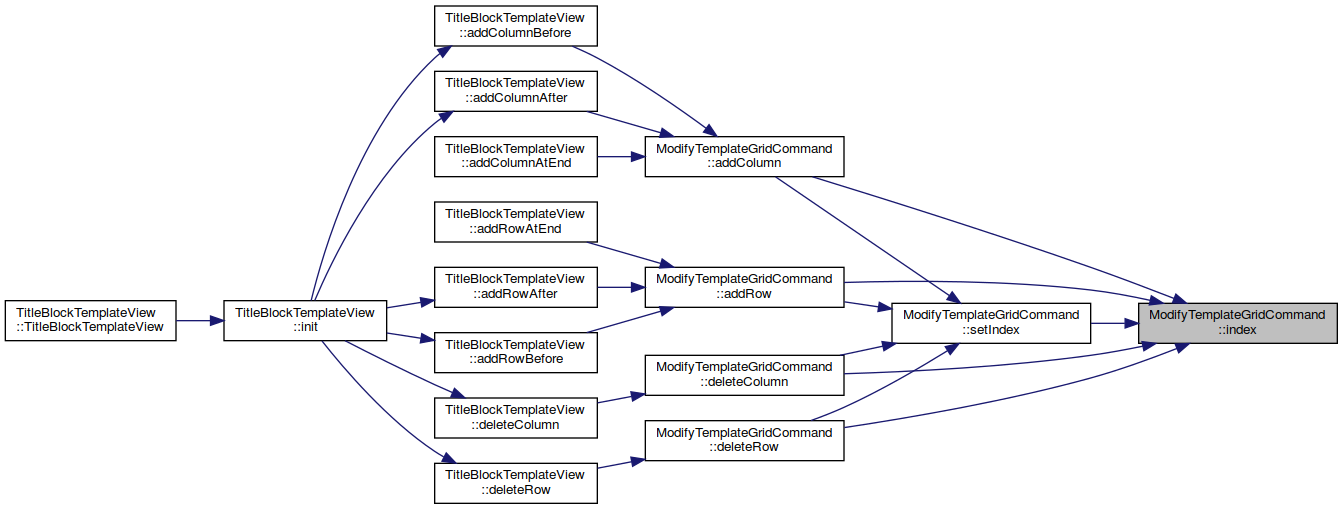 TitleBlockTemplateView
::addColumnBefore
TitleBlockTemplateView
::addColumnAfter
TitleBlockTemplateView
::addColumnAtEnd
ModifyTemplateGridCommand
::addColumn
TitleBlockTemplateView
::addRowAtEnd
TitleBlockTemplateView
::TitleBlockTemplateView
TitleBlockTemplateView
::init
TitleBlockTemplateView
::addRowAfter
ModifyTemplateGridCommand
::addRow
ModifyTemplateGridCommand
::setIndex
ModifyTemplateGridCommand
::index
TitleBlockTemplateView
::addRowBefore
ModifyTemplateGridCommand
::deleteColumn
TitleBlockTemplateView
::deleteColumn
ModifyTemplateGridCommand
::deleteRow
TitleBlockTemplateView
::deleteRow